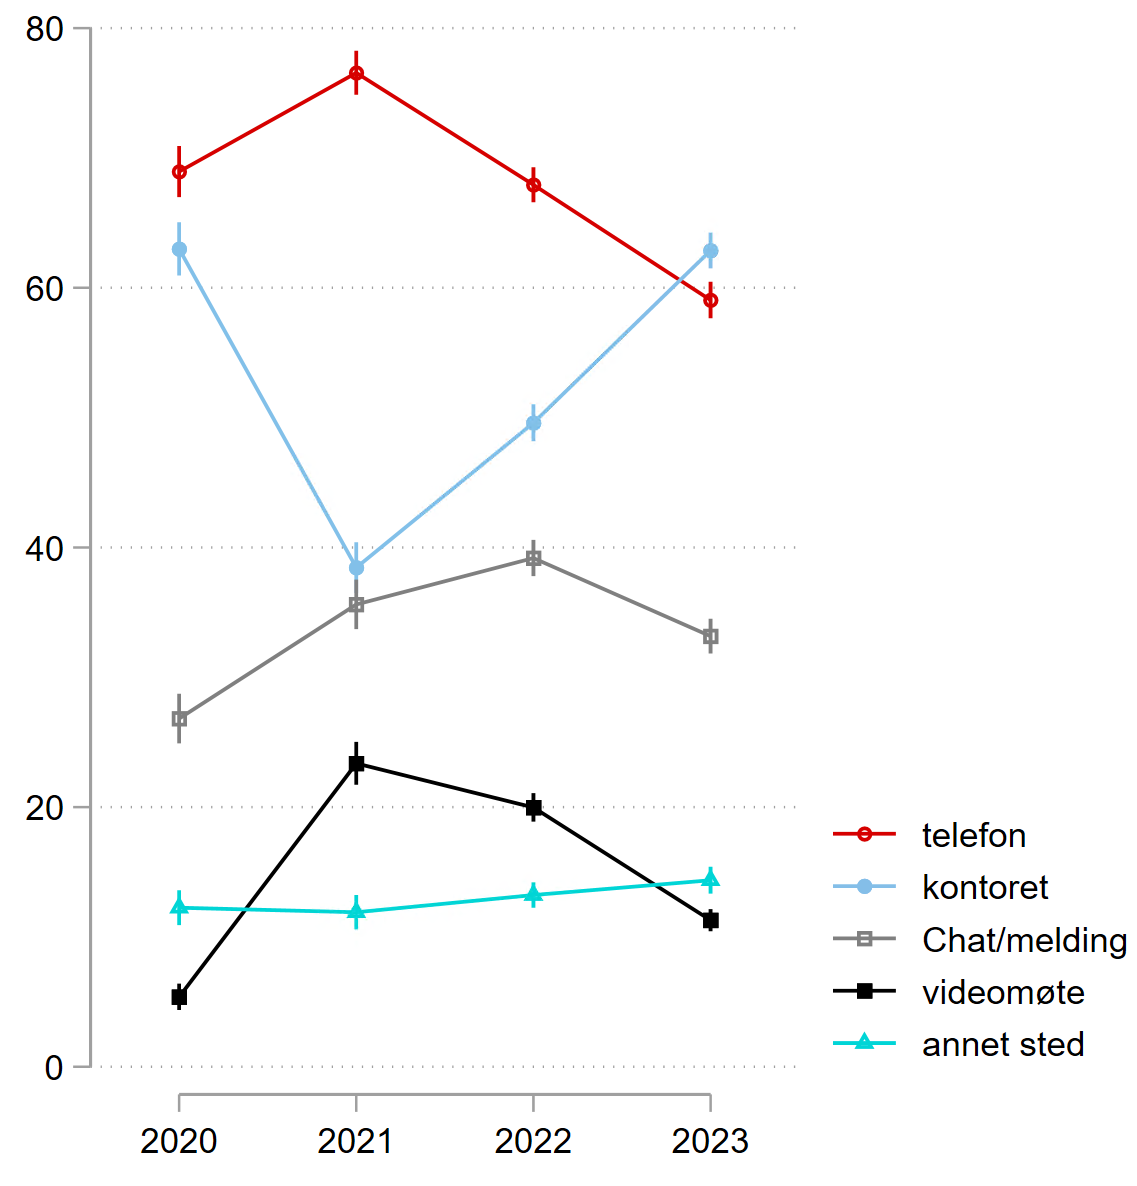 80
60
40
20
0
2020 2021 2022 2023
telefon
kontoret
Chat/melding
videomøte
annet sted